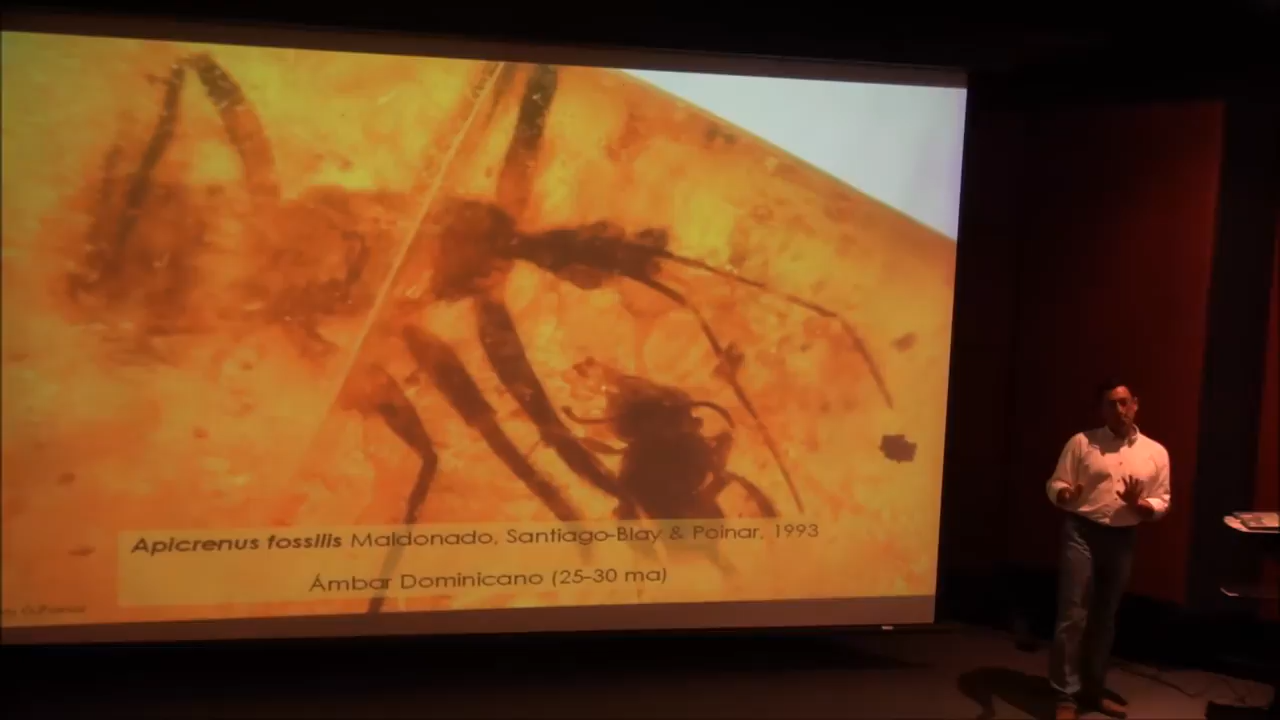 Apicrenus fossilis Maldonado, Santiago-Blay & Poinar, 1993
Ámbar Dominicano (25-30 ma)